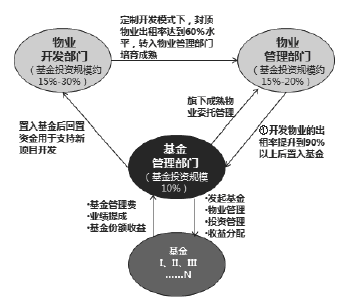 定制开发模式下，封顶
物业出租率达到60%水
平，转入物业管理部门
培育成熟
物业
开发部门
（基金投资规模约
15%-30%）
物业
管理部门
（基金投资规模约
15%-20%）
旗下成熟物
业委托管理
置入基金后回置
资金用于支持新
项目开发
①开发物业的出
租率提升到90%
以上后置入基金
基金
管理部门
（基金投资规模
10%）
•基金管理费
•业绩提成
•基金份额收益
•发起基金
•物业管理
•投资管理
•收益分配
基金
I、II、III
……N